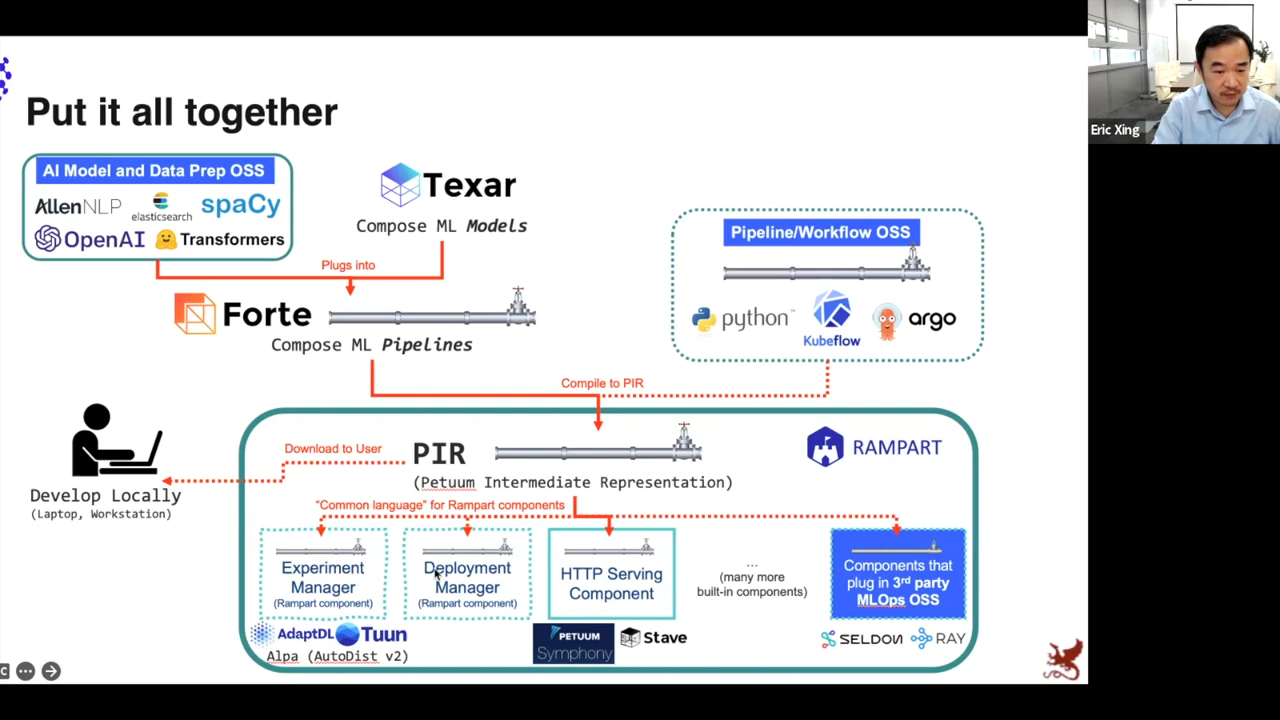 Put it all together
Eric Xing
AI Model and Data Prep OSS
AllenNLP
elasticsearch
spaCy
OpenAI
Transformers
Texar
Compose ML Models
Plugs into
Forte
Compose ML Pipelines
Pipeline/Workflow OSS
python™
Kubeflow
argo
Compile to PIR
Develop Locally
(Laptop, Workstation)
Download to User
PIR
(Petuum Intermediate Representation)
RAMPART
"Common language" for Rampart components
Experiment
Manager
(Rampart component)
Deployment
Manager
(Rampart component)
HTTP Serving
Component
...
(many more
built-in components)
Components that
plug in 3rd party
MLOps OSS
AdaptDL
Tuun
Alpa (AutoDist v2)
PETUUM
Symphony
Stave
SELDON
RAY